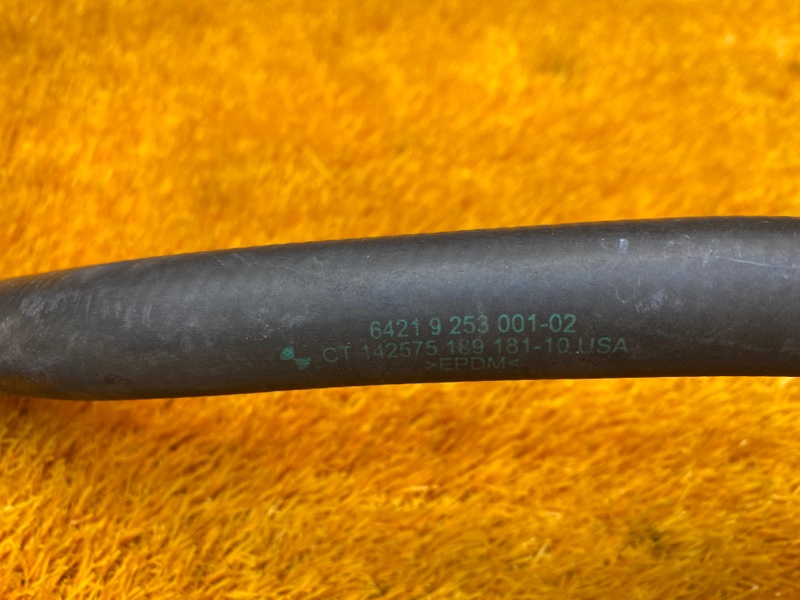 6421 9 253 001-02
CT 142575 189 181-10 USA
>EPDM<